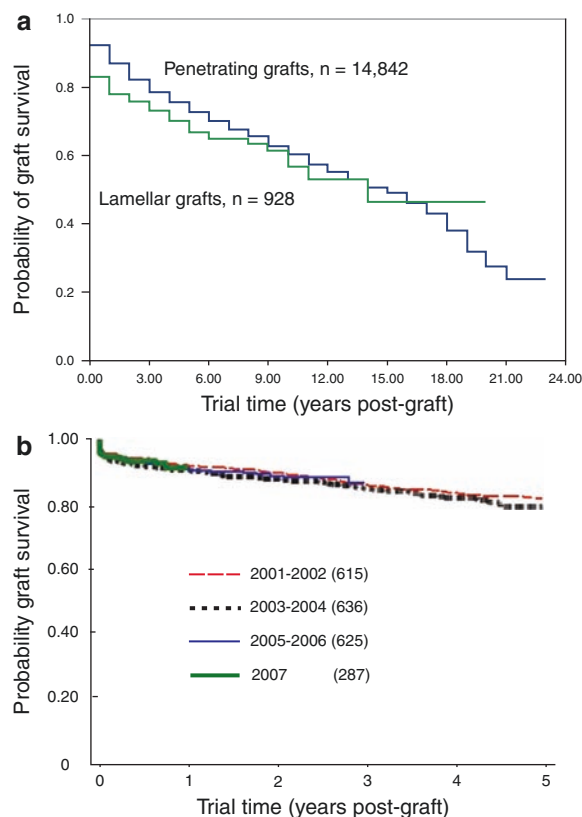 a
Probability of graft survival
1.0
0.8
0.6
0.4
0.2
0.0
Penetrating grafts, n = 14,842
Lamellar grafts, n = 928
0.00 3.00 6.00 9.00 12.00 15.00 18.00 21.00 24.00
Trial time (years post-graft)
b
Probability graft survival
1.00
0.80
0.60
0.40
0.20
0
2001-2002 (615)
2003-2004 (636)
2005-2006 (625)
2007 (287)
0 1 2 3 4 5
Trial time (years post-graft)